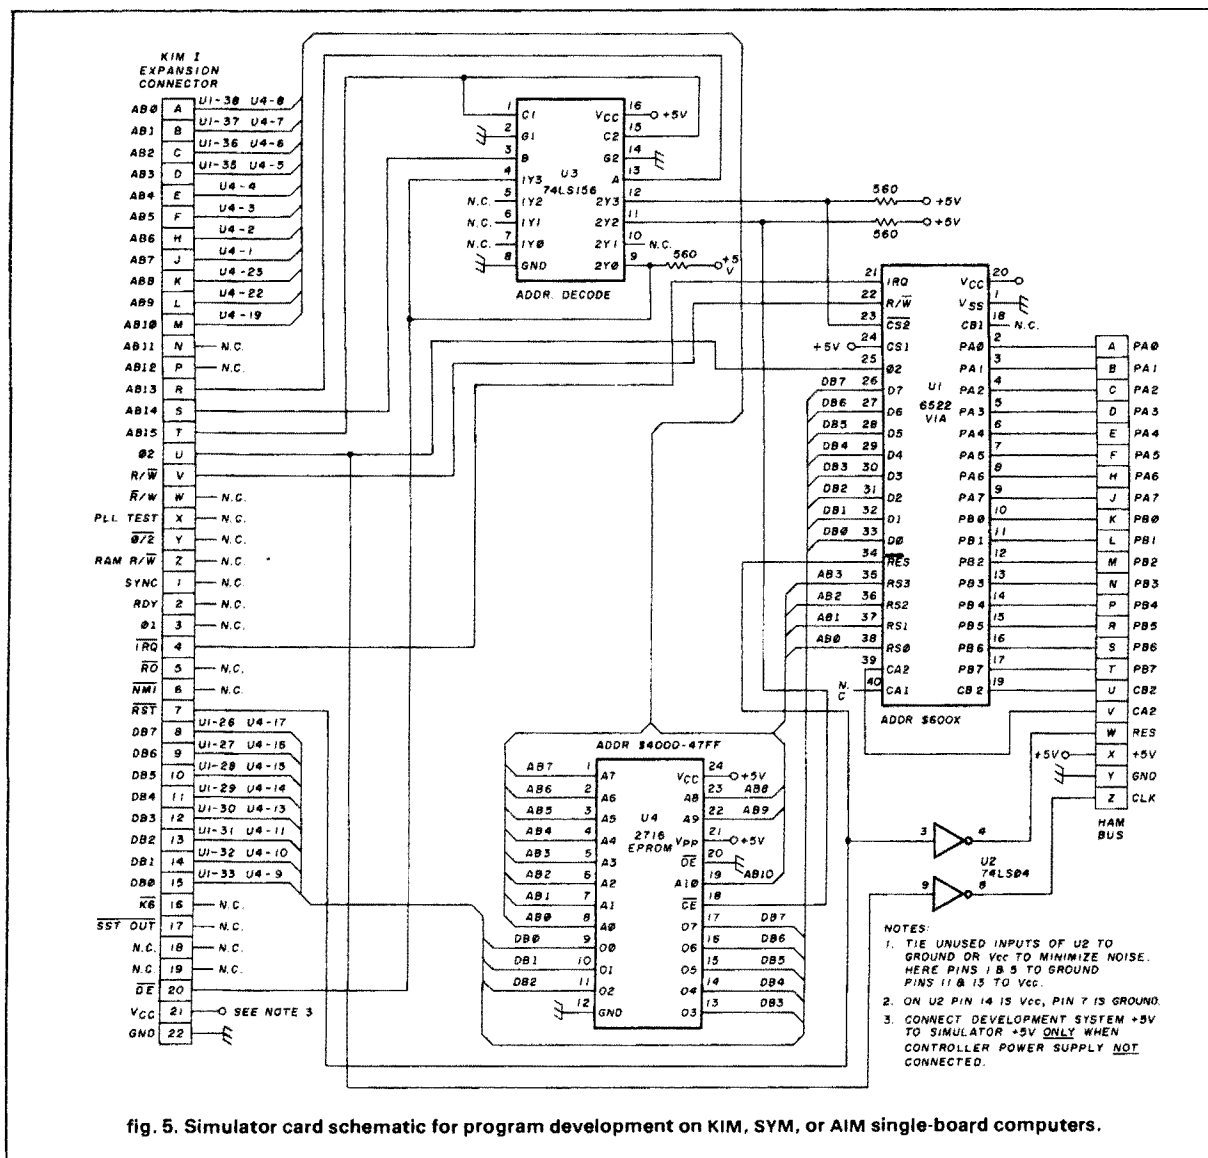 KIM I
EXPANSION
CONNECTOR
AB0 A U1-38 U4-8
AB1 B U1-37 U4-7
AB2 C U1-36 U4-6
AB3 D U1-35 U4-5
AB4 E U4-4
AB5 F U4-3
AB6 H U4-2
AB7 J U4-1
AB8 K U4-23
AB9 L U4-22
AB10 M U4-19
AB11 N N.C.
AB12 P N.C.
AB13 R
AB14 S
AB15 T
Ø2 U
R/W V
R/W W N.C.
PLL TEST X N.C.
Ø/2 Y N.C.
RAM R/W Z N.C.
SYNC 1 N.C.
RDY 2 N.C.
Ø1 3 N.C.
IRQ 4
RO 5 N.C.
NMI 6 N.C.
RST 7
DB7 8 U1-26 U4-17
DB6 9 U1-27 U4-16
DB5 10 U1-28 U4-15
DB4 11 U1-29 U4-14
DB3 12 U1-30 U4-13
DB2 13 U1-31 U4-11
DB1 14 U1-32 U4-10
DB0 15 U1-33 U4-9
K6 16 N.C.
SST OUT 17 N.C.
N.C. 18 N.C.
N.C. 19 N.C.
DE 20
VCC 21 SEE NOTE 3
GND 22
1 C1 VCC 16 +5V
2 G1 C2 15
3 B G2 14
4 1Y3 A 13
U3
74LS156
N.C. 5 1Y2 2Y3 12
N.C. 6 1Y1 2Y2 11
N.C. 7 1Y0 2Y1 10 N.C.
8 GND 2Y0 9
ADDR. DECODE
560 +5V
560 +5V
560 +5V
21 IRQ VCC 20
22 R/W VSS 1
23 CS2 CB1 18 N.C.
+5V 24 CS1 PA0 2 A PA0
25 Ø2 PA1 3 B PA1
DB7 26 D7 PA2 4 C PA2
DB6 27 D6 PA3 5 D PA3
DB5 28 D5 PA4 6 E PA4
DB4 29 D4 PA5 7 F PA5
DB3 30 D3 PA6 8 H PA6
DB2 31 D2 PA7 9 J PA7
DB1 32 D1 PB0 10 K PB0
DB0 33 D0 PB1 11 L PB1
34 RES PB2 12 M PB2
AB3 35 RS3 PB3 13 N PB3
AB2 36 RS2 PB4 14 P PB4
AB1 37 RS1 PB5 15 R PB5
AB0 38 RS0 PB6 16 S PB6
39 CA2 PB7 17 T PB7
N.C 40 CA1 CB2 19 U CB2
U1
6522
VIA
ADDR $600X
V CA2
W RES
+5V X +5V
Y GND
Z CLK
HAM
BUS
ADDR $4000-47FF
AB7 1 A7 VCC 24 +5V
AB6 2 A6 A8 23 AB8
AB5 3 A5 A9 22 AB9
AB4 4 A4 VPP 21 +5V
AB3 5 A3 OE 20
AB2 6 A2 A10 19 AB10
AB1 7 A1 CE 18
AB0 8 A0 O7 17 DB7
DB0 9 O0 O6 16 DB6
DB1 10 O1 O5 15 DB5
DB2 11 O2 O4 14 DB4
12 GND O3 13 DB3
U4
2716
EPROM
3 4
U2
74LS04
9 8
NOTES:
1. TIE UNUSED INPUTS OF U2 TO
GROUND OR Vcc TO MINIMIZE NOISE.
HERE PINS 1 & 5 TO GROUND
PINS 11 & 13 TO Vcc.
2. ON U2 PIN 14 IS Vcc, PIN 7 IS GROUND.
3. CONNECT DEVELOPMENT SYSTEM +5V
TO SIMULATOR +5V ONLY WHEN
CONTROLLER POWER SUPPLY NOT
CONNECTED.
fig. 5. Simulator card schematic for program development on KIM, SYM, or AIM single-board computers.